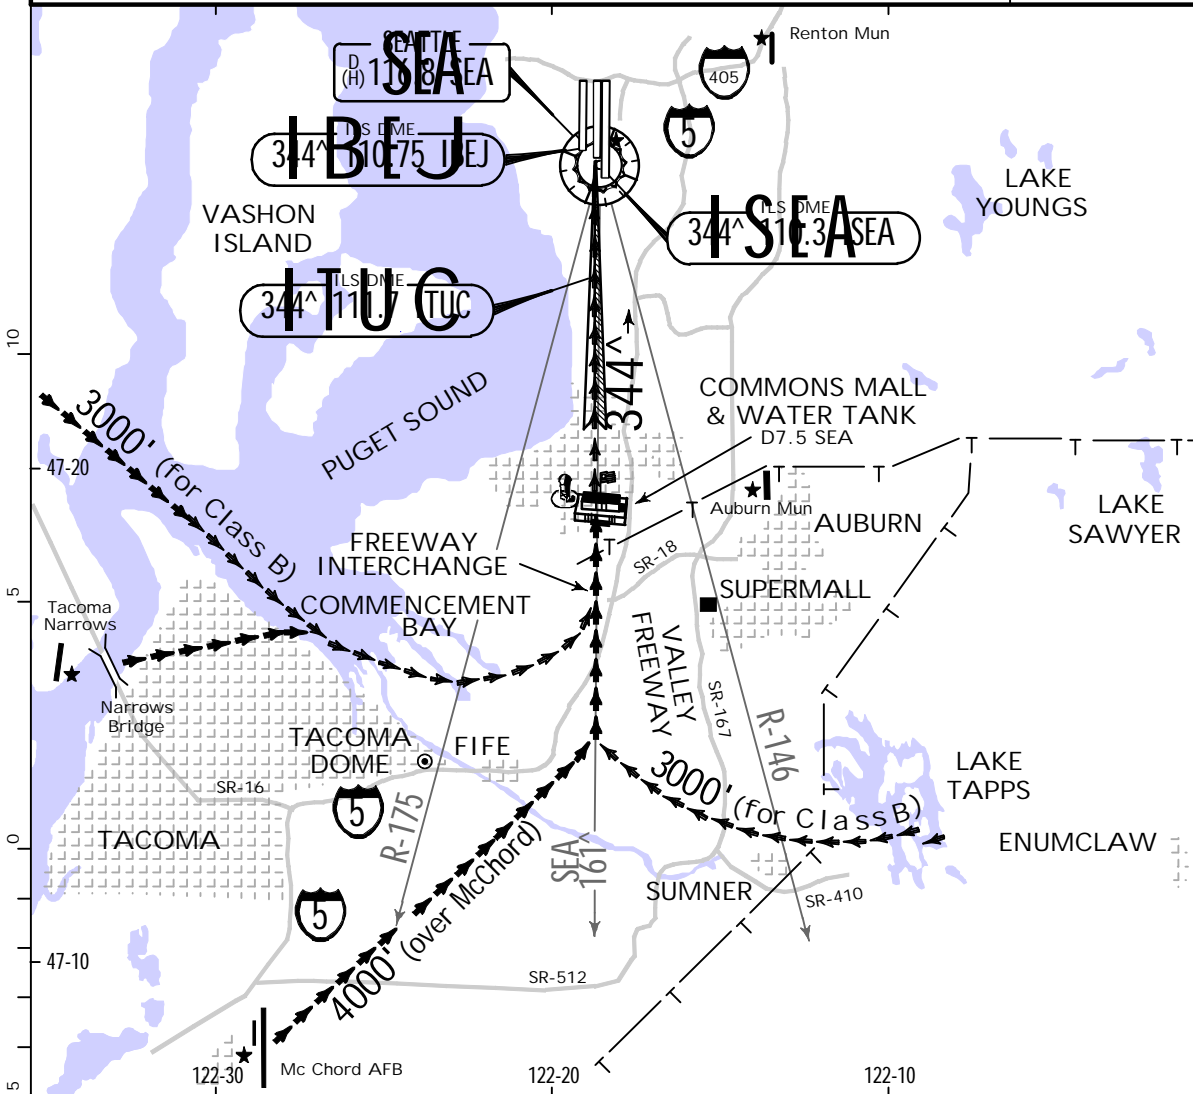 Renton Mun
405
5
SEATTLE
SEA
D
(H) 116.8 SEA
ILS DME
IBEJ
344^ 110.75 IBEJ
ILS DME
ISEA
344^ 110.3 ISEA
ILS DME
ITUC
344^ 111.7 ITUC
VASHON
ISLAND
LAKE
YOUNGS
10
344^
PUGET SOUND
COMMONS MALL
& WATER TANK
D7.5 SEA
3000' (for Class B)
47-20
Auburn Mun
AUBURN
LAKE
SAWYER
FREEWAY
INTERCHANGE
SR-18
SUPERMALL
5
Tacoma
Narrows
COMMENCEMENT
BAY
VALLEY
FREEWAY
SR-167
Narrows
Bridge
R-146
TACOMA
DOME
FIFE
3000' (for Class B)
LAKE
TAPPS
SR-16
5
R-175
TACOMA
0
SEA
161^
ENUMCLAW
SUMNER
SR-410
5
4000' (over McChord)
47-10
SR-512
Mc Chord AFB
5
122-30
122-20
122-10